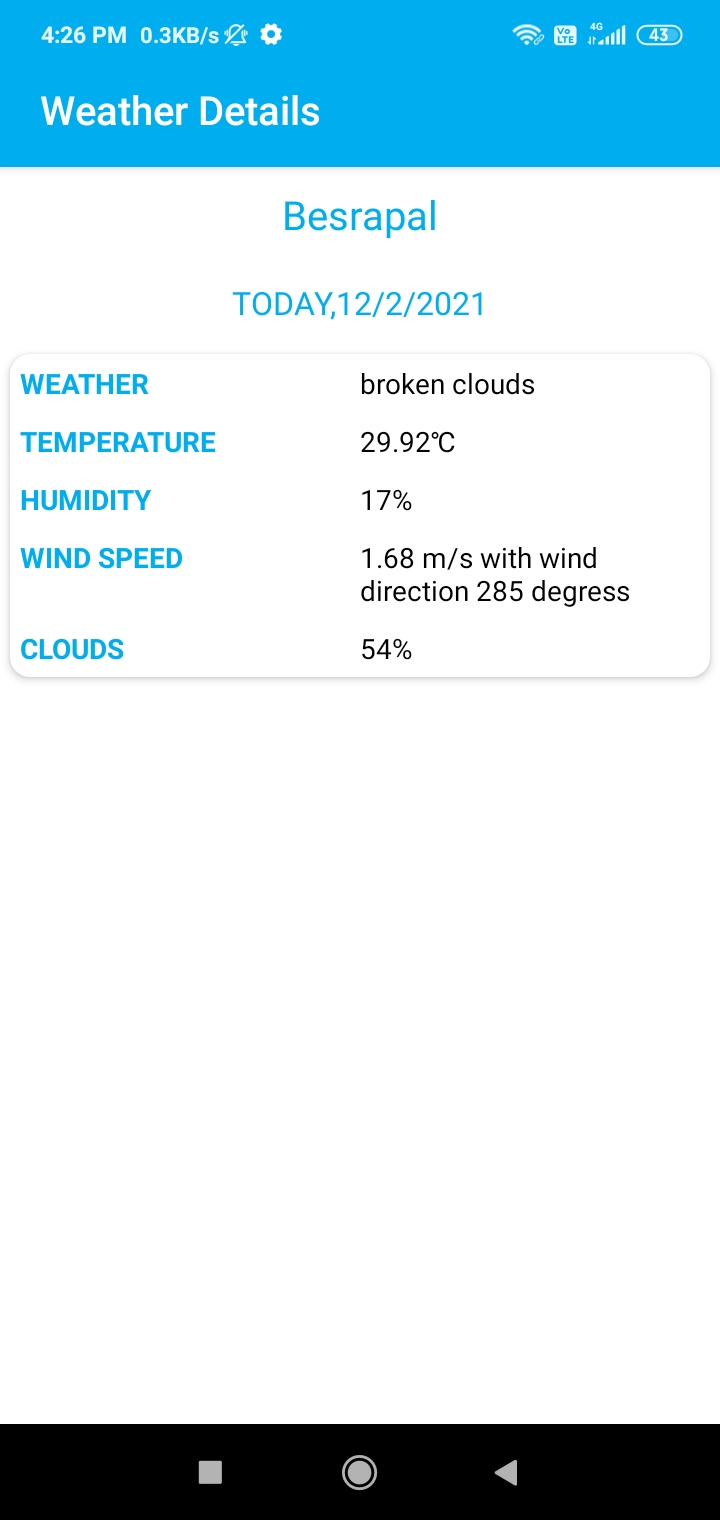 4:26 PM 0.3KB/s Vo LTE 4G 43
Weather Details
Besrapal
TODAY,12/2/2021
WEATHER broken clouds
TEMPERATURE 29.92℃
HUMIDITY 17%
WIND SPEED 1.68 m/s with wind
direction 285 degress
CLOUDS 54%